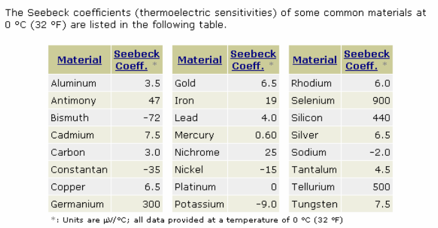 The Seebeck coefficients (thermoelectric sensitivities) of some common materials at
0 °C (32 °F) are listed in the following table.
Material Seebeck Coeff. * Material Seebeck Coeff. * Material Seebeck Coeff. *
Aluminum 3.5 Gold 6.5 Rhodium 6.0
Antimony 47 Iron 19 Selenium 900
Bismuth -72 Lead 4.0 Silicon 440
Cadmium 7.5 Mercury 0.60 Silver 6.5
Carbon 3.0 Nichrome 25 Sodium -2.0
Constantan -35 Nickel -15 Tantalum 4.5
Copper 6.5 Platinum 0 Tellurium 500
Germanium 300 Potassium -9.0 Tungsten 7.5
*: Units are μV/°C; all data provided at a temperature of 0 °C (32 °F)